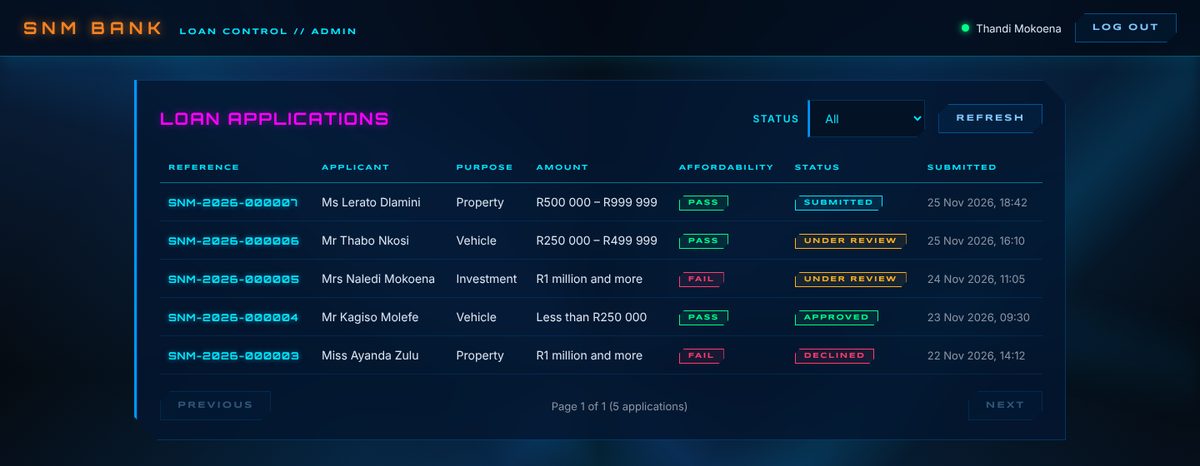 SNM BANK LOAN CONTROL // ADMIN Thandi Mokoena LOG OUT
LOAN APPLICATIONS STATUS All REFRESH
REFERENCE APPLICANT PURPOSE AMOUNT AFFORDABILITY STATUS SUBMITTED
SNM-2026-000007 Ms Lerato Dlamini Property R500 000 – R999 999 PASS SUBMITTED 25 Nov 2026, 18:42
SNM-2026-000006 Mr Thabo Nkosi Vehicle R250 000 – R499 999 PASS UNDER REVIEW 25 Nov 2026, 16:10
SNM-2026-000005 Mrs Naledi Mokoena Investment R1 million and more FAIL UNDER REVIEW 24 Nov 2026, 11:05
SNM-2026-000004 Mr Kagiso Molefe Vehicle Less than R250 000 PASS APPROVED 23 Nov 2026, 09:30
SNM-2026-000003 Miss Ayanda Zulu Property R1 million and more FAIL DECLINED 22 Nov 2026, 14:12
PREVIOUS Page 1 of 1 (5 applications) NEXT